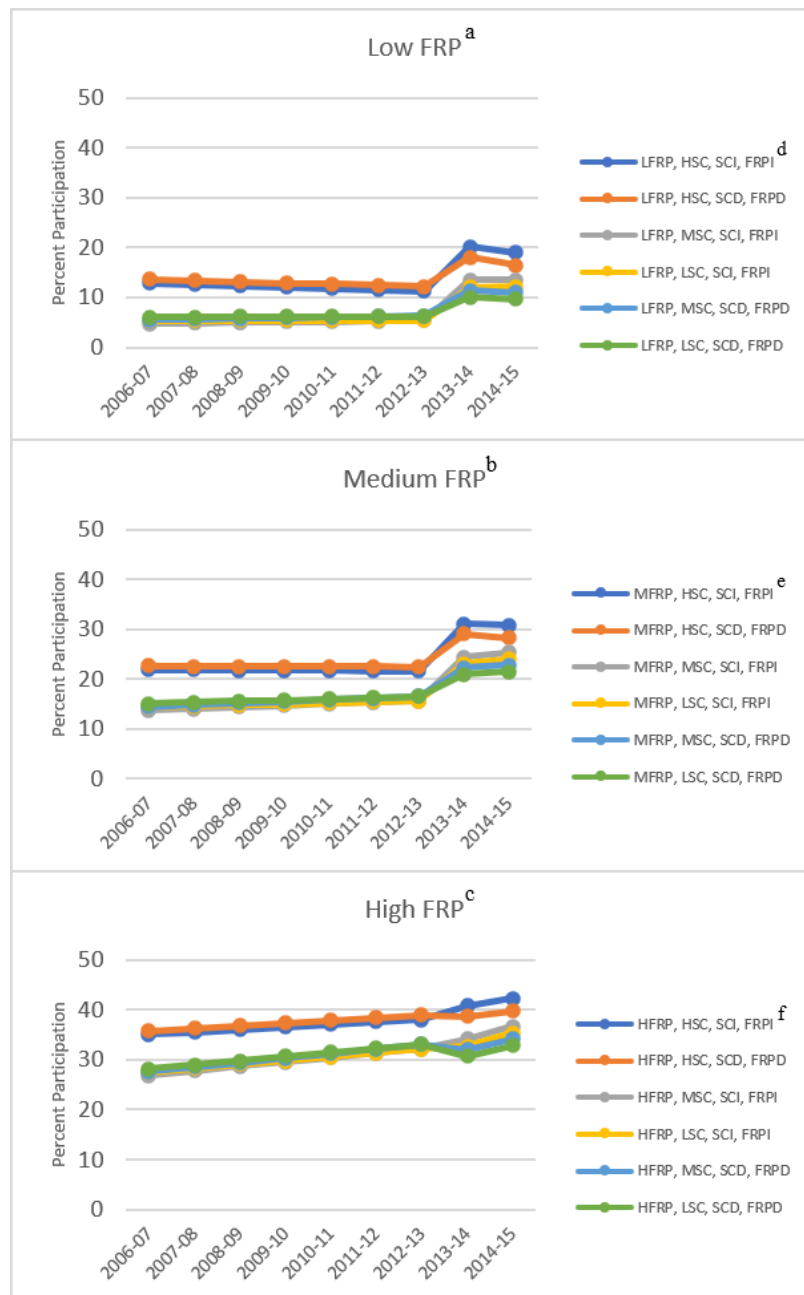 Low FRP a
50
40
30
20
10
0
Percent Participation
2006-07
2007-08
2008-09
2009-10
2010-11
2011-12
2012-13
2013-14
2014-15
LFRP, HSC, SCI, FRPI d
LFRP, HSC, SCD, FRPD
LFRP, MSC, SCI, FRPI
LFRP, LSC, SCI, FRPI
LFRP, MSC, SCD, FRPD
LFRP, LSC, SCD, FRPD
Medium FRP b
50
40
30
20
10
0
Percent Participation
2006-07
2007-08
2008-09
2009-10
2010-11
2011-12
2012-13
2013-14
2014-15
MFRP, HSC, SCI, FRPI e
MFRP, HSC, SCD, FRPD
MFRP, MSC, SCI, FRPI
MFRP, LSC, SCI, FRPI
MFRP, MSC, SCD, FRPD
MFRP, LSC, SCD, FRPD
High FRP c
50
40
30
20
10
0
Percent Participation
2006-07
2007-08
2008-09
2009-10
2010-11
2011-12
2012-13
2013-14
2014-15
HFRP, HSC, SCI, FRPI f
HFRP, HSC, SCD, FRPD
HFRP, MSC, SCI, FRPI
HFRP, LSC, SCI, FRPI
HFRP, MSC, SCD, FRPD
HFRP, LSC, SCD, FRPD